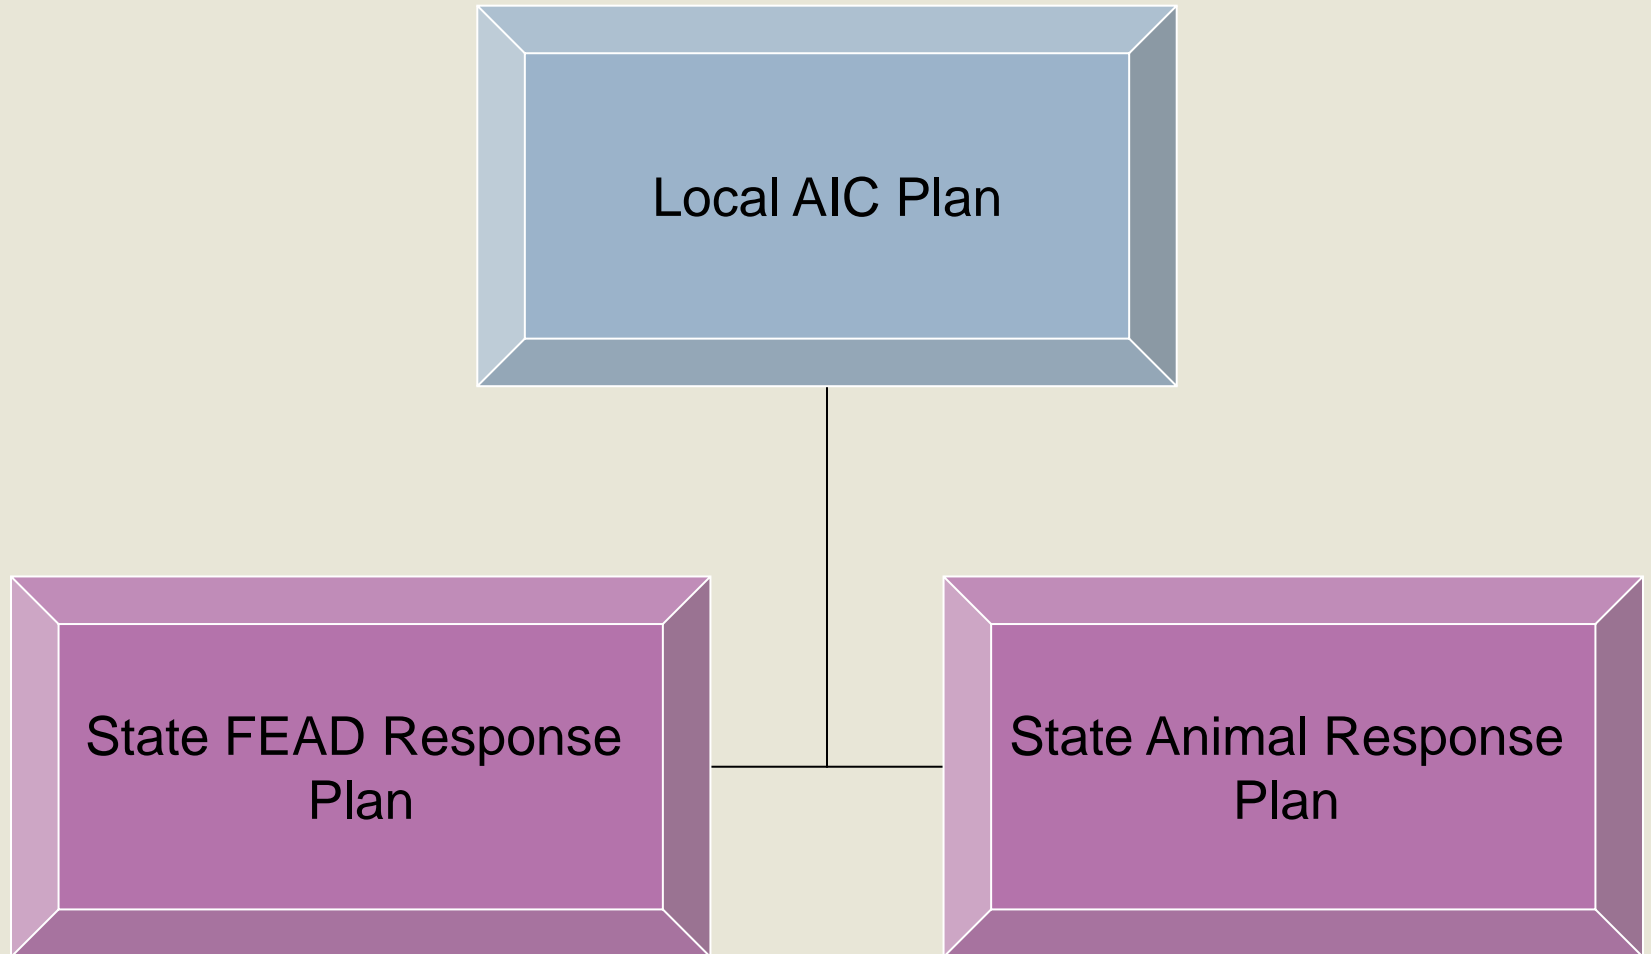 Local AIC Plan
State FEAD Response
Plan
State Animal Response
Plan